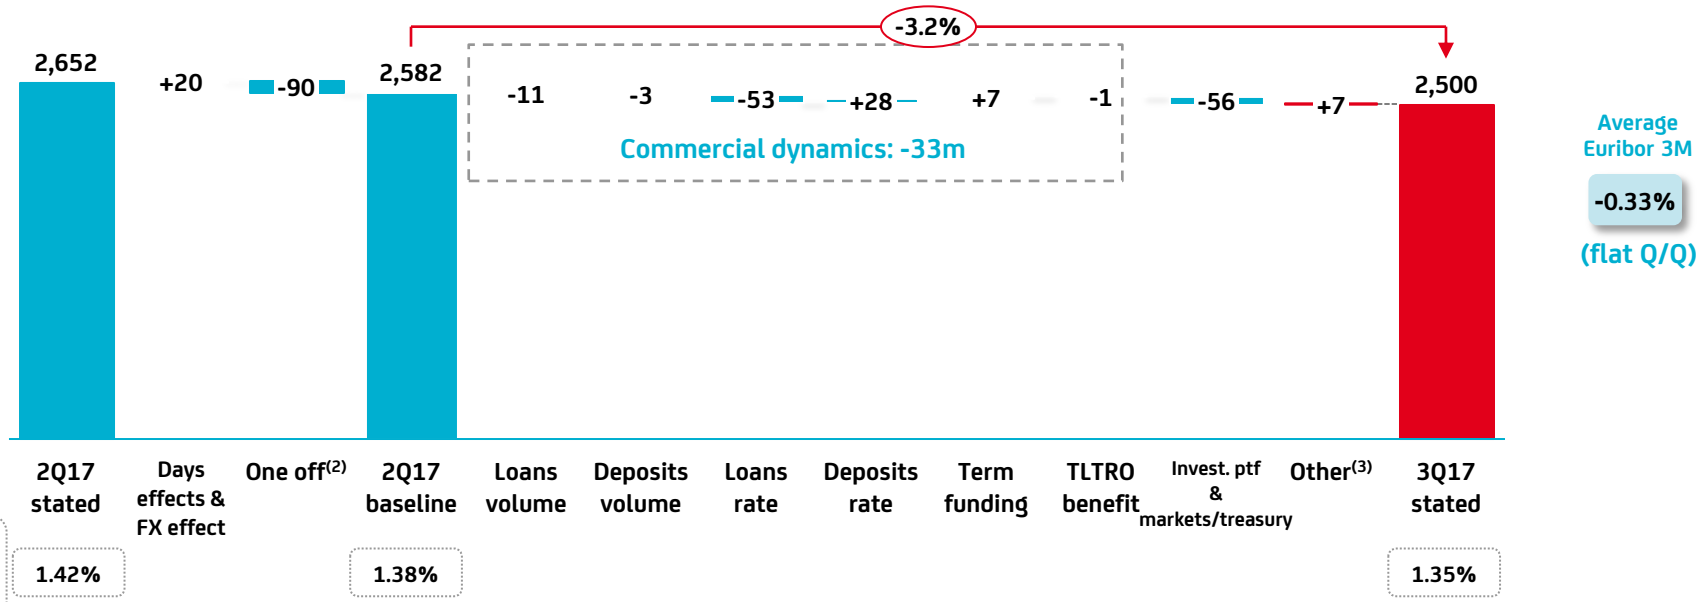 -3.2%
2,652
+20
-90
2,582
-11
-3
-53
+28
+7
-1
-56
+7
2,500
Commercial dynamics: -33m
Average
Euribor 3M
-0.33%
(flat Q/Q)
2Q17
stated
Days
effects &
FX effect
One off(2)
2Q17
baseline
Loans
volume
Deposits
volume
Loans
rate
Deposits
rate
Term
funding
TLTRO
benefit
Invest. ptf
&
markets/treasury
Other(3)
3Q17
stated
1.42%
1.38%
1.35%